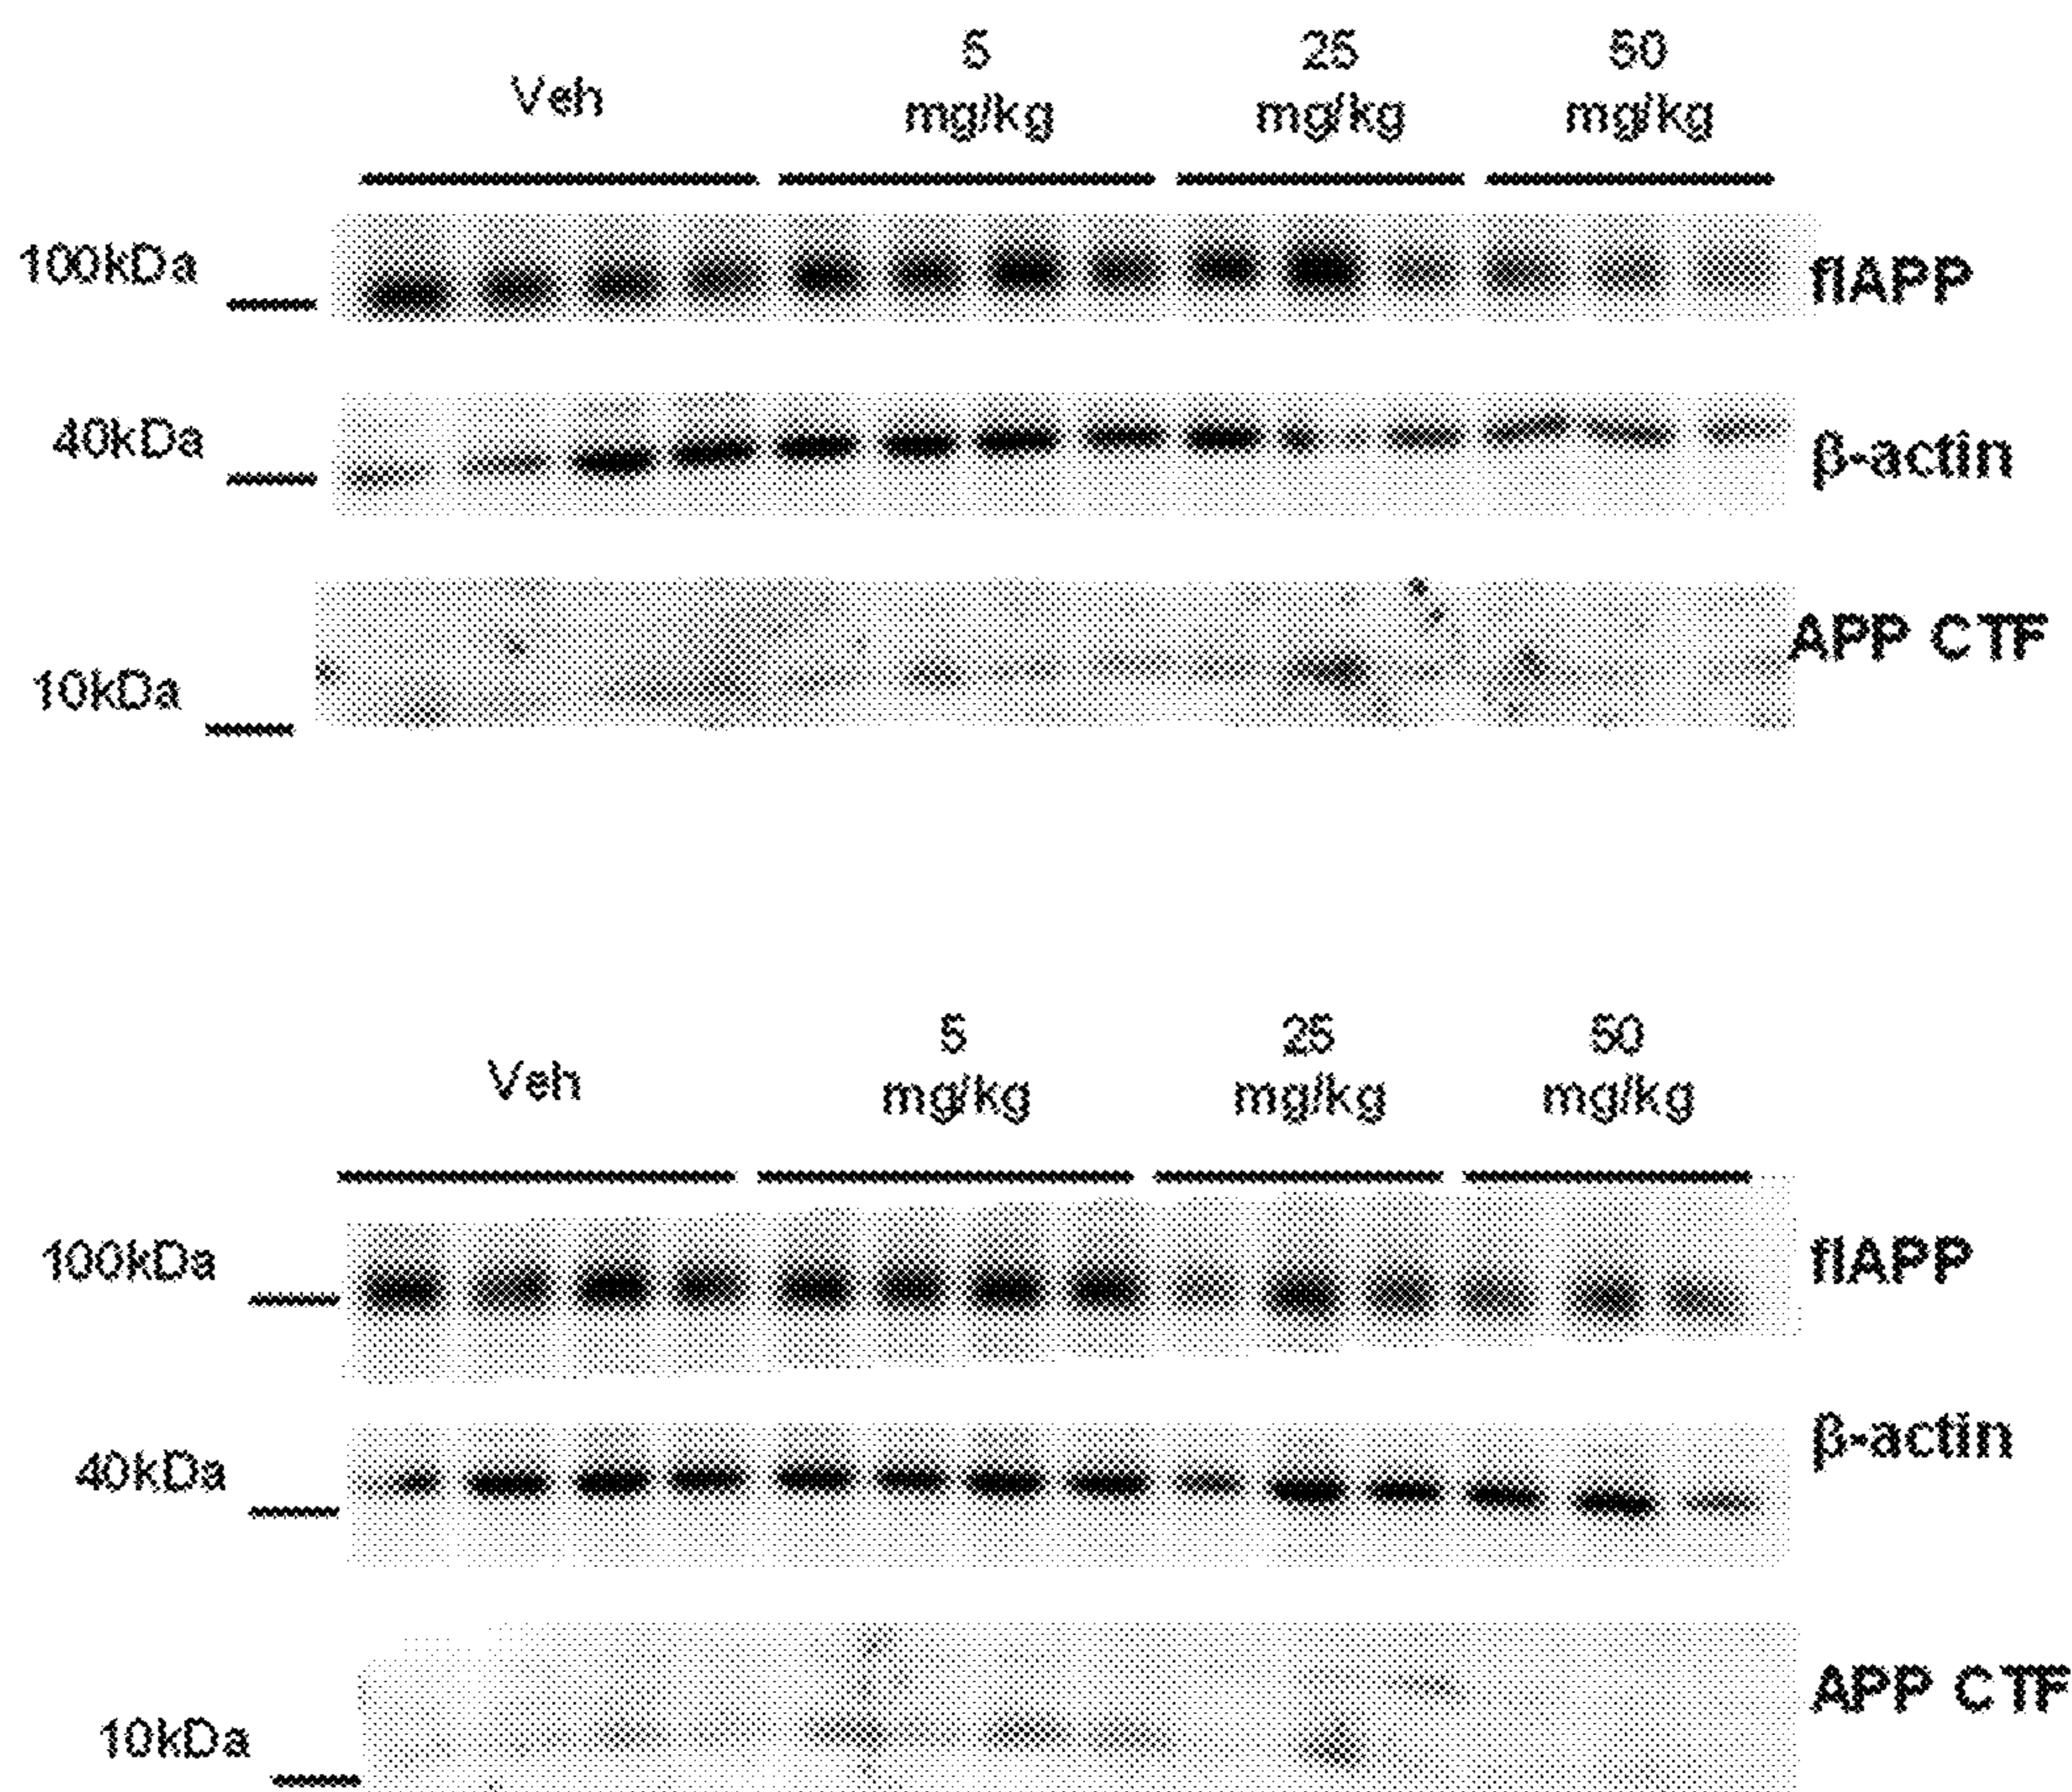 Veh
5
mg/kg
25
mg/kg
50
mg/kg
100kDa
flAPP
40kDa
β-actin
APP CTF
10kDa
Veh
5
mg/kg
25
mg/kg
50
mg/kg
100kDa
flAPP
40kDa
β-actin
APP CTF
10kDa